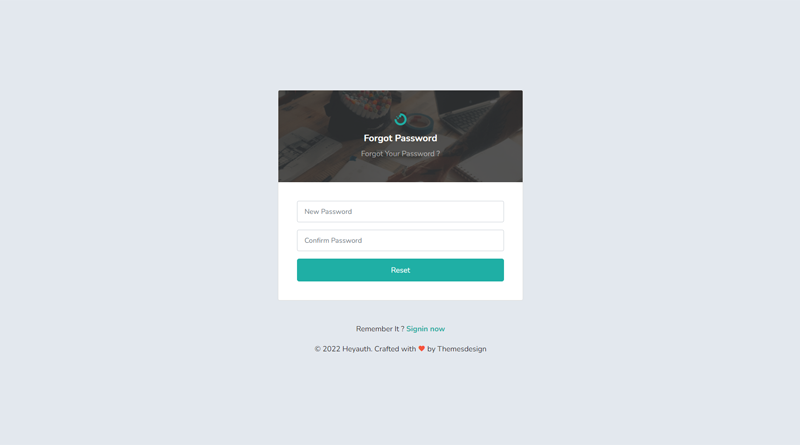 Forgot Password
Forgot Your Password ?
New Password
Confirm Password
Reset
Remember It ? Signin now
© 2022 Heyauth. Crafted with ❤ by Themesdesign